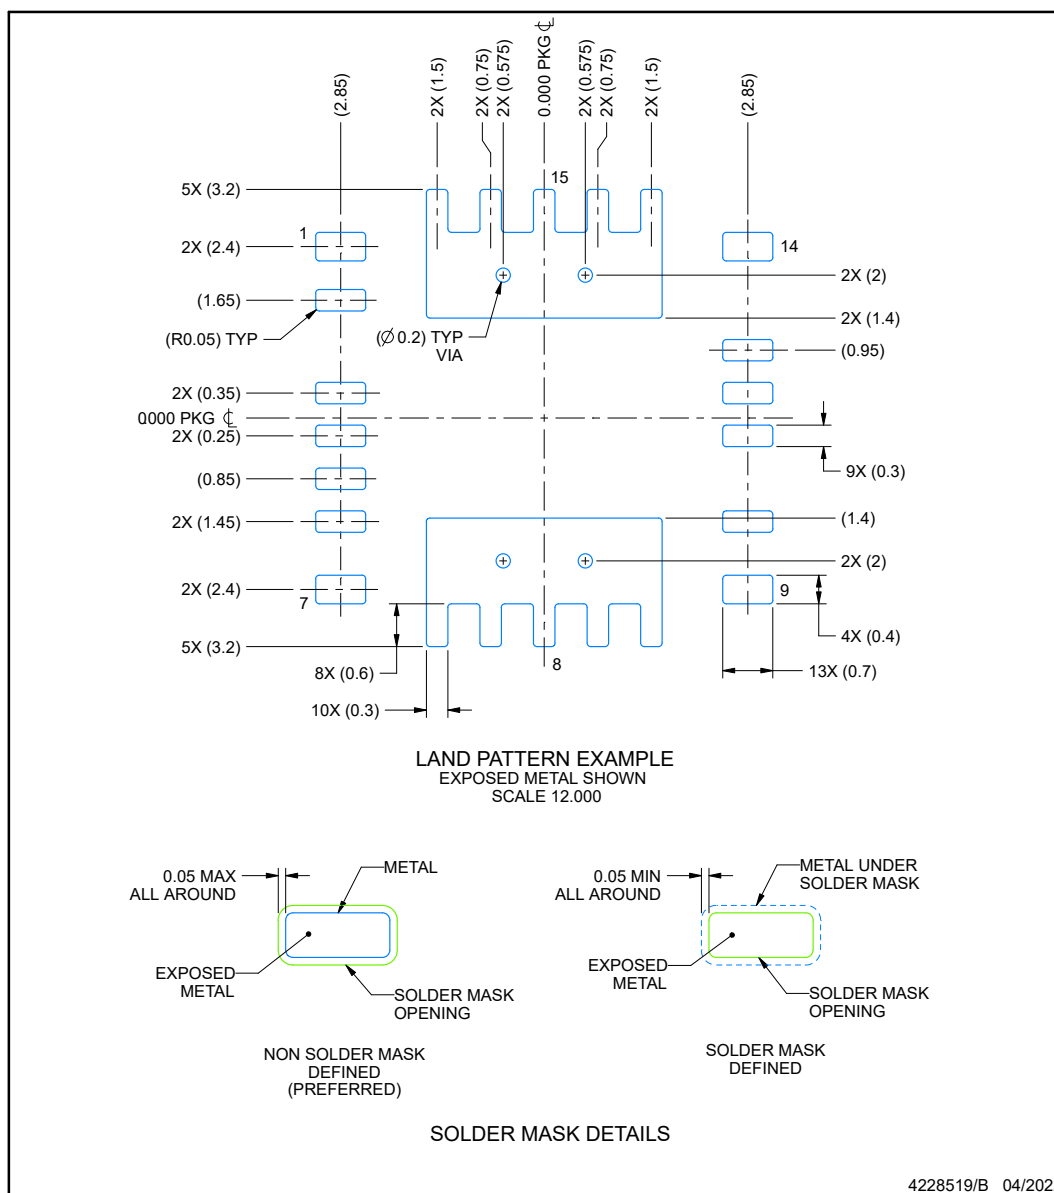 (2.85)
2X (1.5)
2X (0.75)
2X (0.575)
0.000 PKG ℄
2X (0.575)
2X (0.75)
2X (1.5)
(2.85)
5X (3.2)
15
1
2X (2.4)
14
2X (2)
(1.65)
(R0.05) TYP
(Ø 0.2) TYP
VIA
2X (1.4)
(0.95)
2X (0.35)
0.000 PKG ℄
2X (0.25)
9X (0.3)
(0.85)
2X (1.45)
(1.4)
2X (2)
2X (2.4)
7
9
4X (0.4)
5X (3.2)
8
8X (0.6)
13X (0.7)
10X (0.3)
LAND PATTERN EXAMPLE
EXPOSED METAL SHOWN
SCALE 12.000
0.05 MAX
ALL AROUND
METAL
EXPOSED
METAL
SOLDER MASK
OPENING
NON SOLDER MASK
DEFINED
(PREFERRED)
0.05 MIN
ALL AROUND
METAL UNDER
SOLDER MASK
EXPOSED
METAL
SOLDER MASK
OPENING
SOLDER MASK
DEFINED
SOLDER MASK DETAILS
4228519/B 04/202